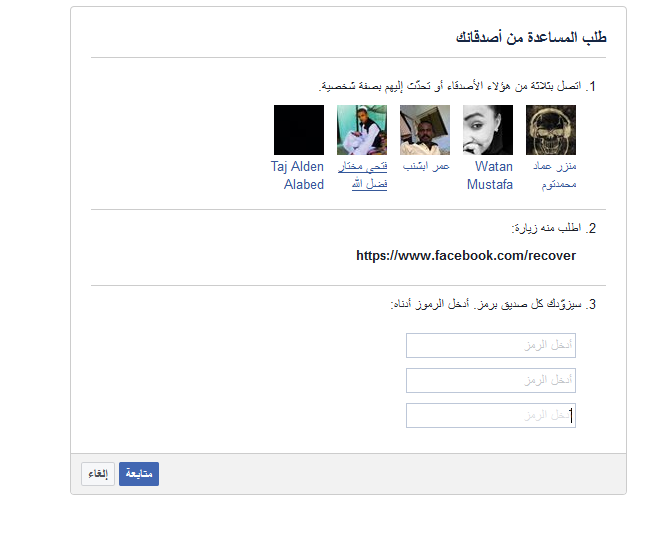 طلب المساعدة من أصدقائك
1. اتصل بثلاثة من هؤلاء الأصدقاء أو تحدّث إليهم بصفة شخصية.
منزر عماد محمدتوم
Watan Mustafa
عمر ابشنب
فتحي مختار فضل الله
Taj Alden Alabed
2. اطلب منه زيارة:
https://www.facebook.com/recover
3. سيزوّدك كل صديق برمز. أدخل الرموز أدناه:
أدخل الرمز
أدخل الرمز
أدخل الرمز
متابعة
إلغاء